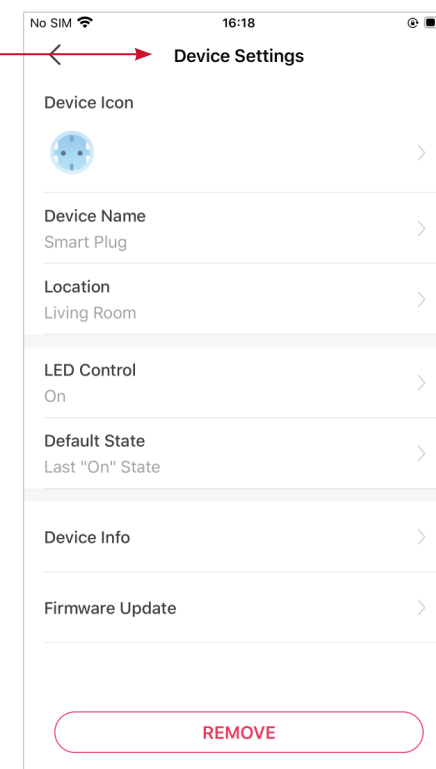 No SIM 16:18
Device Settings
Device Icon
Device Name
Smart Plug
Location
Living Room
LED Control
On
Default State
Last "On" State
Device Info
Firmware Update
REMOVE